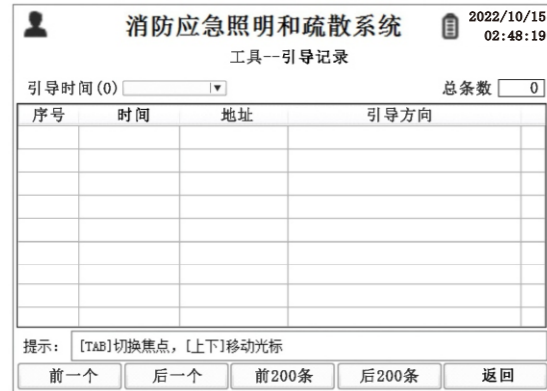 消防应急照明和疏散系统
2022/10/15
02:48:19
工具--引导记录
引导时间(0)
总条数 0
序号 时间 地址 引导方向
提示: [TAB]切换焦点, [上下]移动光标
前一个 后一个 前200条 后200条 返回